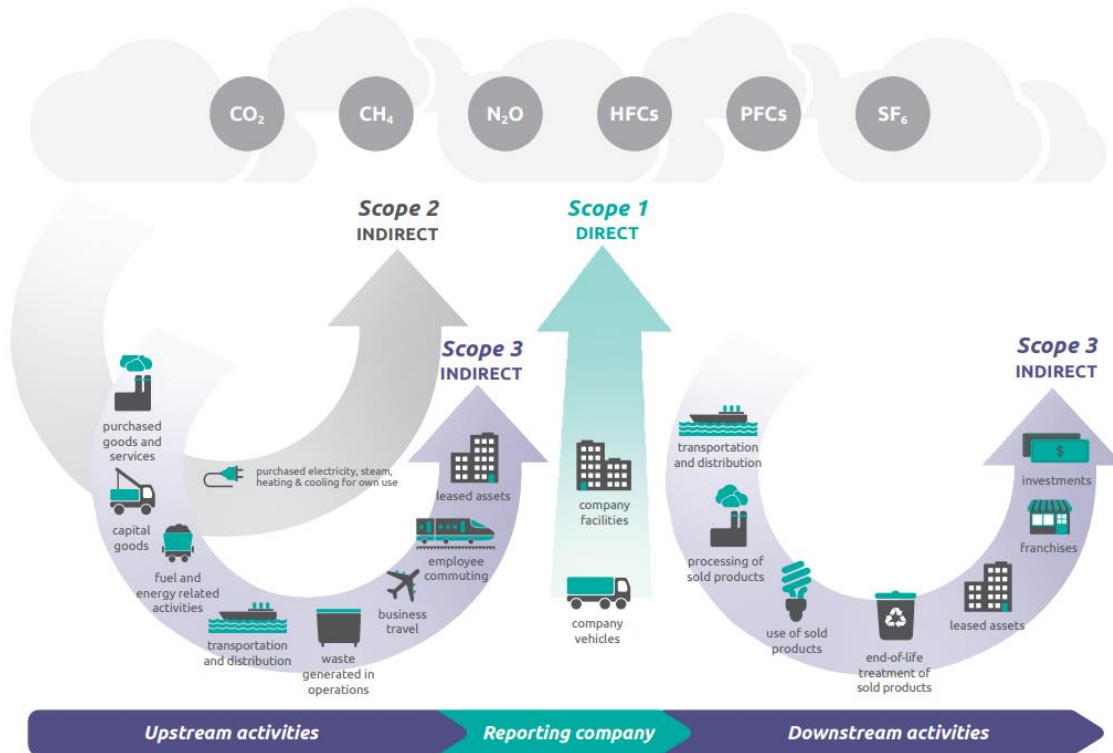 CO₂ CH₄ N₂O HFCs PFCs SF₆
Scope 2
INDIRECT
Scope 1
DIRECT
Scope 3
INDIRECT
Scope 3
INDIRECT
purchased
goods and
services
capital
goods
fuel and
energy related
activities
transportation
and distribution
waste
generated in
operations
business
travel
employee
commuting
leased assets
purchased electricity, steam,
heating & cooling for own use
company
facilities
company
vehicles
transportation
and distribution
processing of
sold products
use of sold
products
end-of-life
treatment of
sold products
leased assets
franchises
$
investments
Upstream activities
Reporting company
Downstream activities